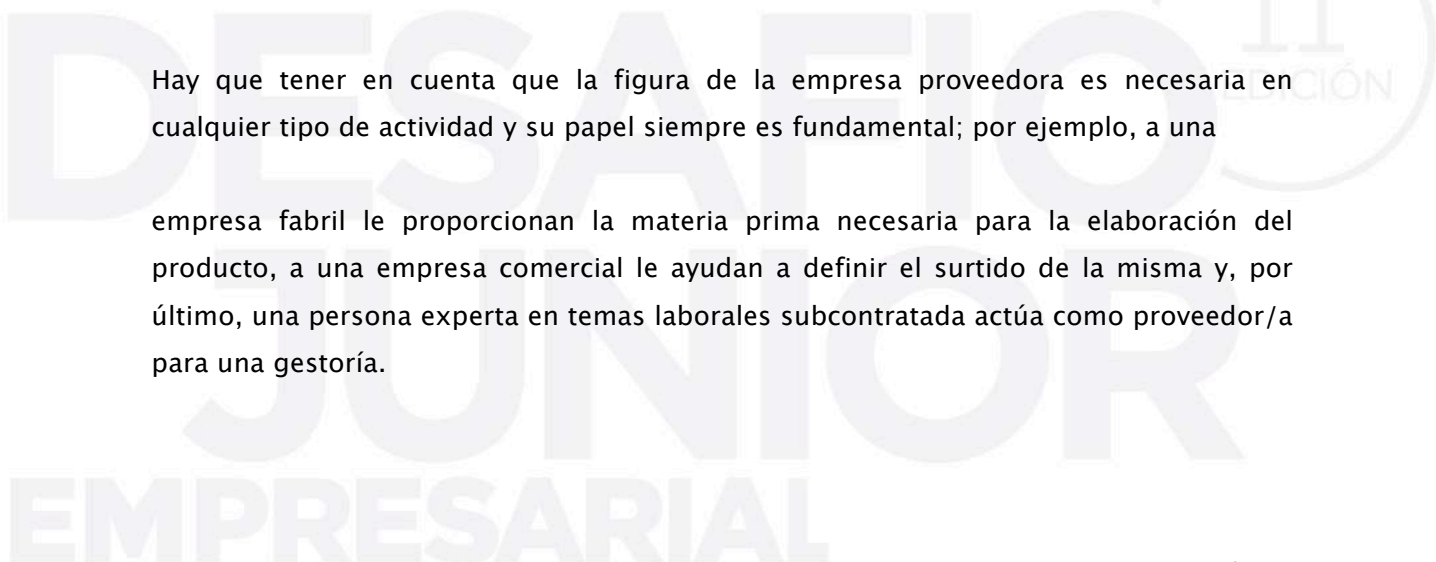 DESAFIO
JUNIOR
EMPRESARIAL
II
EDICIÓN
Hay que tener en cuenta que la figura de la empresa proveedora es necesaria en
cualquier tipo de actividad y su papel siempre es fundamental; por ejemplo, a una
empresa fabril le proporcionan la materia prima necesaria para la elaboración del
producto, a una empresa comercial le ayudan a definir el surtido de la misma y, por
último, una persona experta en temas laborales subcontratada actúa como proveedor/a
para una gestoría.